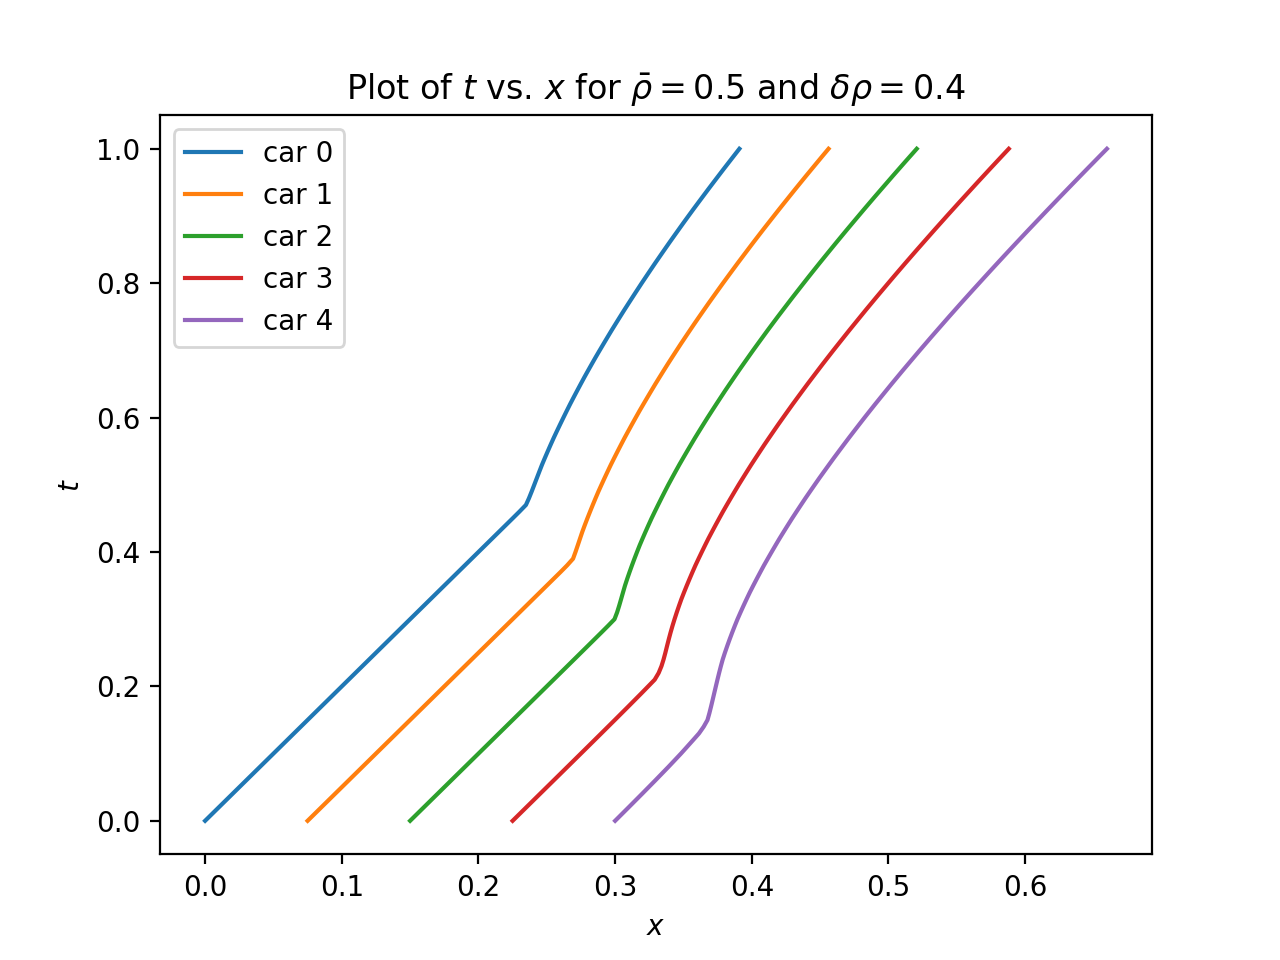 Plot of t vs. x for ρ̄ = 0.5 and δρ = 0.4
car 0
car 1
car 2
car 3
car 4
1.0
0.8
0.6
0.4
0.2
0.0
t
0.0 0.1 0.2 0.3 0.4 0.5 0.6
x